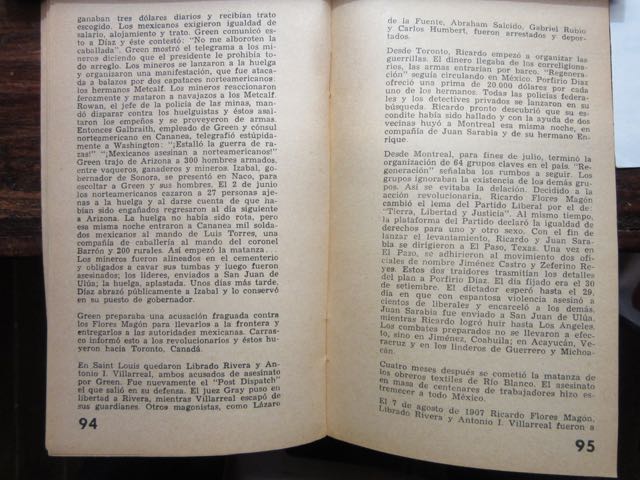 ganaban tres dólares diarios y recibían trato
escogido. Los mexicanos exigieron igualdad de
salario, alojamiento y trato. Green comunicó esto
a Díaz y éste contestó: "No me alboroten la
caballada". Green mostró el telegrama a los mi-
neros diciendo que el presidente le prohibía to-
do arreglo. Los mineros se lanzaron a la huelga
y organizaron una manifestación, que fue ataca-
da a balazos por dos capataces norteamericanos:
los hermanos Metcalf. Los mineros reaccionaron
ferozmente y mataron a navajazos a los Metcalf.
Rowan, el jefe de la policía de las minas, man-
dó disparar contra los huelguistas y éstos asal-
taron los empeños y se proveyeron de armas.
Entonces Galbraith, empleado de Green y cónsul
norteamericano en Cananea, telegrafió estúpida-
mente a Washington: "¡Estalló la guerra de ra-
zas!" "¡Mexicanos asesinan a norteamericanos!"
Green trajo de Arizona a 300 hombres armados,
entre vaqueros, ganaderos y mineros. Izabal, go-
bernador de Sonora, se presentó en Naco, para
escoltar a Green y sus hombres. El 2 de junio
los norteamericanos cazaron a 27 personas aje-
nas a la huelga y al darse cuenta de que ha-
bían sido engañados regresaron al día siguiente
a Arizona. La huelga no había sido rota, pero
esa misma noche entraron a Cananea mil solda-
dos mexicanos al mando de Luis Torres, una
compañía de caballería al mando del coronel
Barrón y 200 rurales. Así empezó la matanza...
Los mineros fueron alineados en el cementerio
y obligados a cavar sus tumbas y luego fueron
asesinados; los líderes, enviados a San Juan de
Ulúa; la huelga, aplastada. Unos días más tarde,
Díaz abrazó públicamente a Izabal y lo conservó
en su puesto de gobernador.
Green preparaba una acusación fraguada contra
los Flores Magón para llevarlos a la frontera y
entregarlos a las autoridades mexicanas. Carras-
co informó esto a los revolucionarios y éstos hu-
yeron hacia Toronto, Canadá.
En Saint Louis quedaron Librado Rivera y An-
tonio I. Villarreal, ambos acusados de asesinato
por Green. Fue nuevamente el "Post Dispatch"
el que salió en su defensa. El juez Gray puso en
libertad a Rivera, mientras Villarreal escapó de
sus guardianes. Otros magonistas, como Lázaro
94
de la Fuente, Abraham Salcido, Gabriel Rubio
y Carlos Humbert, fueron arrestados y depor-
tados.
Desde Toronto, Ricardo empezó a organizar las
guerrillas. El dinero llegaba de los correligiona-
rios, las armas entrarían por barco. "Regenera-
ción" seguía circulando en México. Porfirio Díaz
ofreció una prima de 20.000 dólares por cada
uno de los hermanos. Todas las policías federa-
les y los detectives privados se lanzaron en su
búsqueda. Ricardo pronto descubrió que su es-
condite había sido hallado y con la ayuda de dos
vecinas huyó a Montreal esa misma noche, en
compañía de Juan Sarabia y de su hermano En-
rique.
Desde Montreal, para fines de julio, terminó la
organización de 64 grupos claves en el país. "Re-
generación" señalaba los rumbos a seguir. Los
grupos ignoraban la existencia de los demás gru-
pos. Así se evitaba la delación. Decidido a la
acción revolucionaria, Ricardo Flores Magón
cambió el lema del Partido Liberal por el de:
"Tierra, Libertad y Justicia". Al mismo tiempo,
la plataforma del Partido declaró la igualdad de
derechos para uno y otro sexo. Con el fin de
lanzar el levantamiento, Ricardo y Juan Sara-
bia se dirigieron a El Paso, Texas. Una vez en
El Paso, se adhirieron al movimiento dos ofi-
ciales de nombre Jiménez Castro y Zeferino Re-
yes. Estos dos traidores trasmitían los detalles
del plan a Porfirio Díaz. El día fijado era el 30
de setiembre. El dictador esperó hasta el 29,
día en que con espantosa violencia asesinó a
cientos de liberales y encarceló a los demás.
Juan Sarabia fue enviado a San Juan de Ulúa,
mientras Ricardo logró huir hasta Los Angeles.
Los combates preparados no se llevaron a efec-
to, sino en Jiménez, Coahuila; en Acayucán, Ve-
racruz y en los linderos de Guerrero y Michoa-
cán.
Cuatro meses después se cometió la matanza de
los obreros textiles de Río Blanco. El asesinato
en masa de centenares de trabajadores hizo es-
tremecer a todo México.
El 7 de agosto de 1907 Ricardo Flores Magón,
Librado Rivera y Antonio I. Villarreal fueron a
95